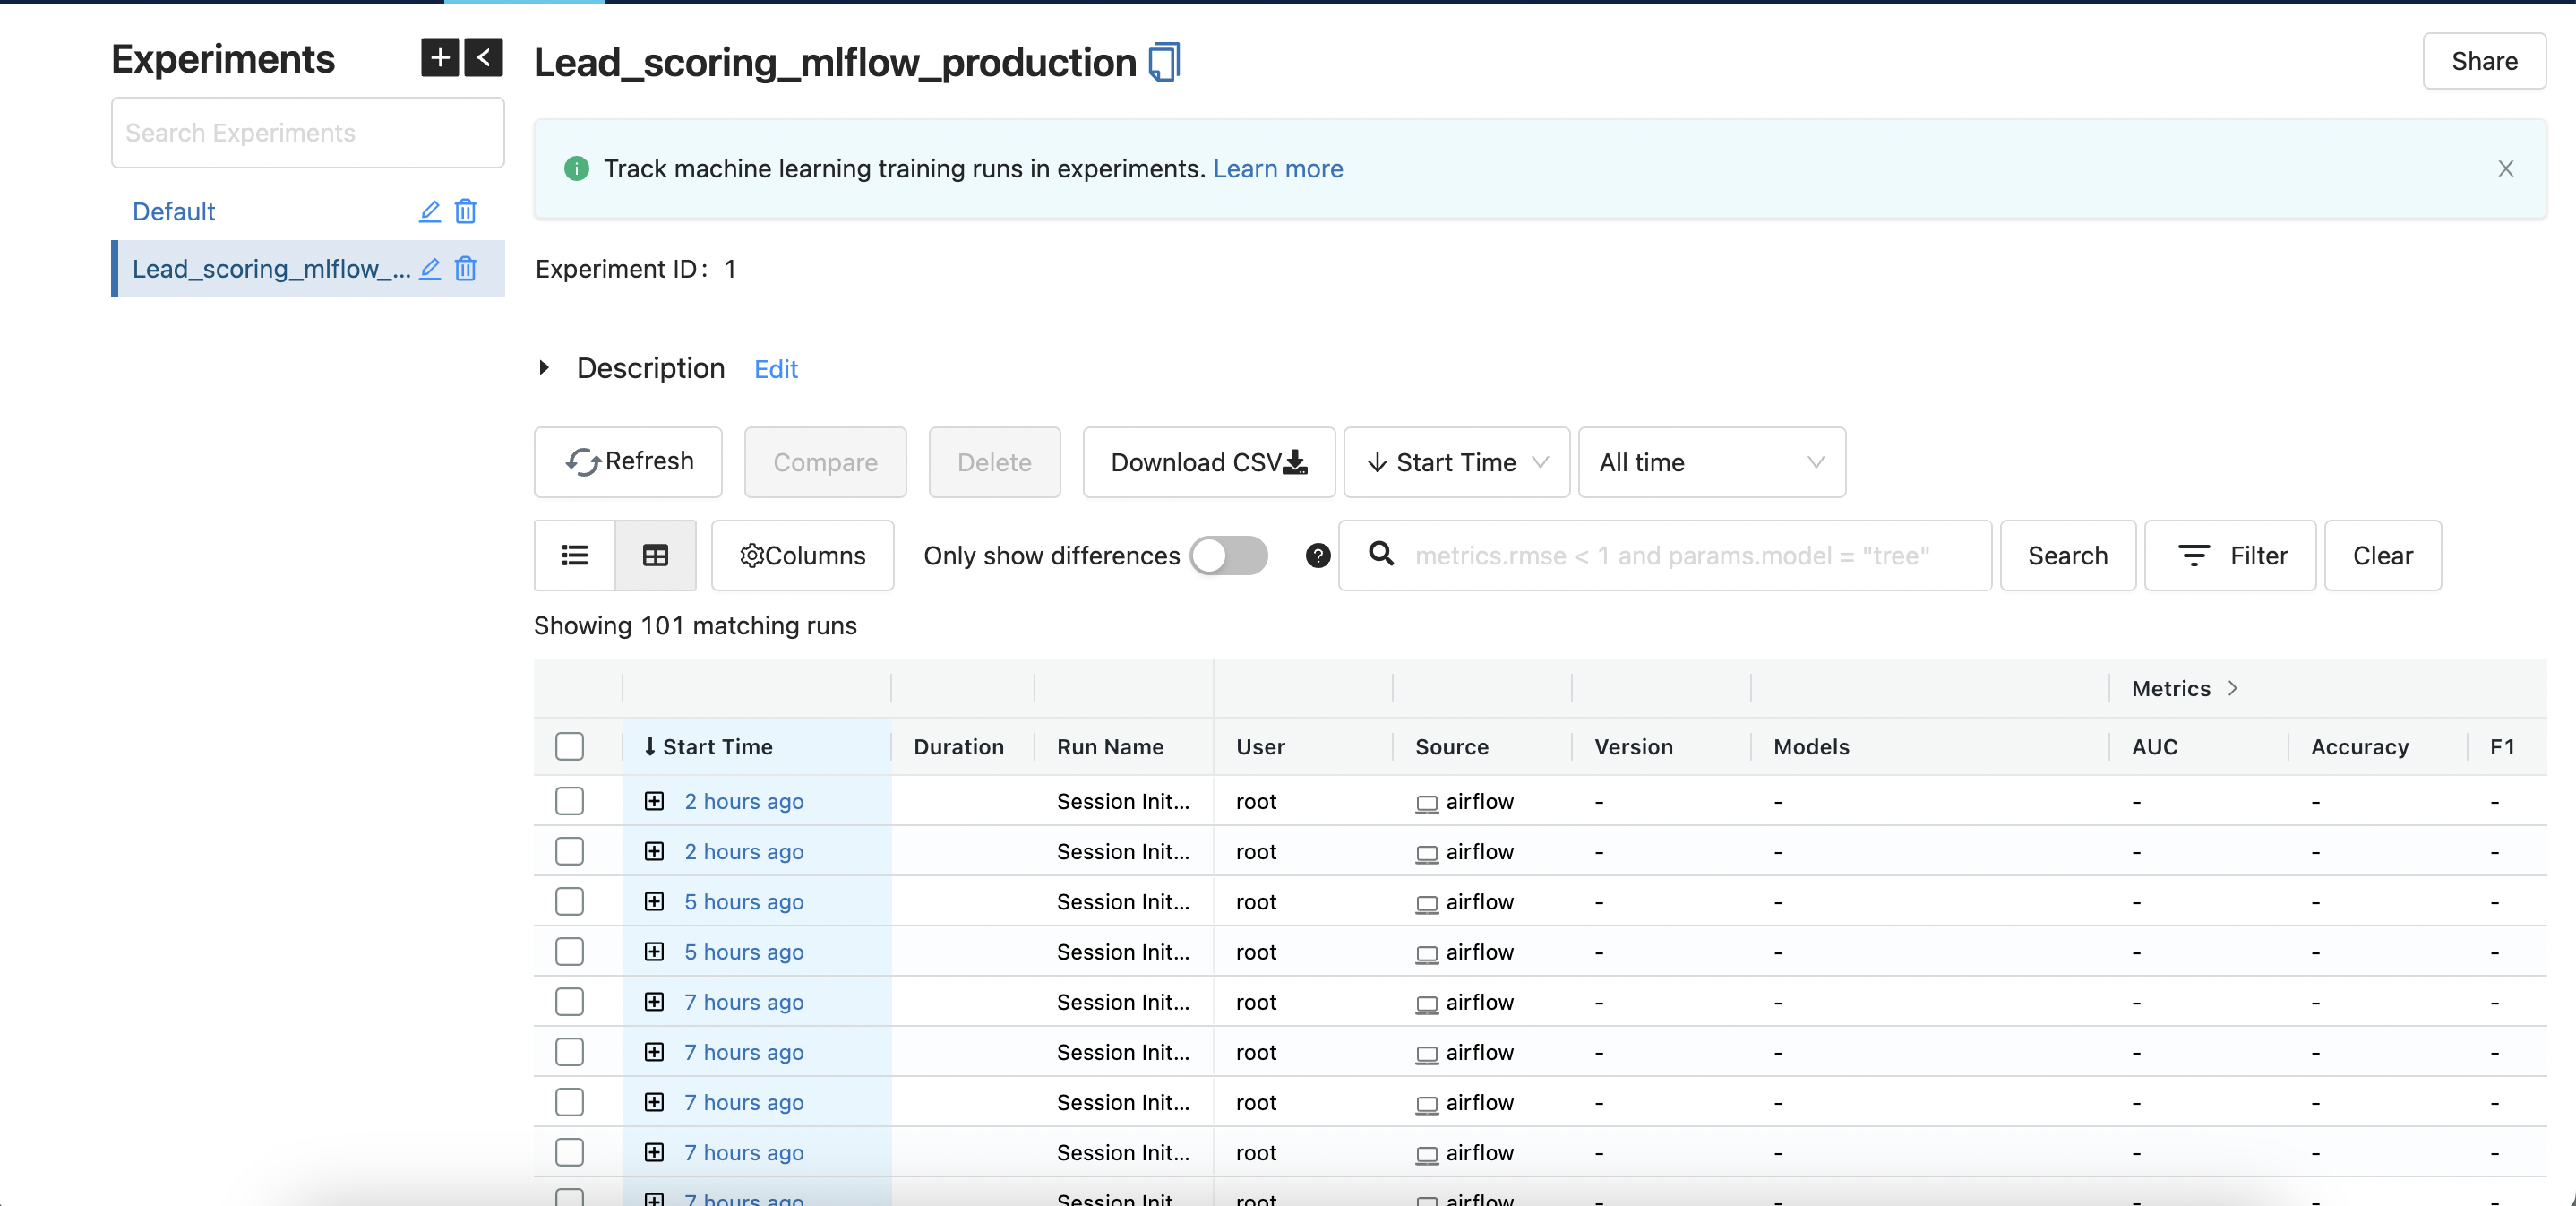 Experiments
Lead_scoring_mlflow_production
Share
Search Experiments
Track machine learning training runs in experiments. Learn more
Default
Lead_scoring_mlflow_...
Experiment ID: 1
Description Edit
Refresh Compare Delete Download CSV Start Time All time
Columns Only show differences metrics.rmse < 1 and params.model = "tree" Search Filter Clear
Showing 101 matching runs
Metrics
Start Time Duration Run Name User Source Version Models AUC Accuracy F1
2 hours ago Session Init... root airflow - - - - -
2 hours ago Session Init... root airflow - - - - -
5 hours ago Session Init... root airflow - - - - -
5 hours ago Session Init... root airflow - - - - -
7 hours ago Session Init... root airflow - - - - -
7 hours ago Session Init... root airflow - - - - -
7 hours ago Session Init... root airflow - - - - -
7 hours ago Session Init... root airflow - - - - -
7 hours ago Session Init... root airflow - - - - -